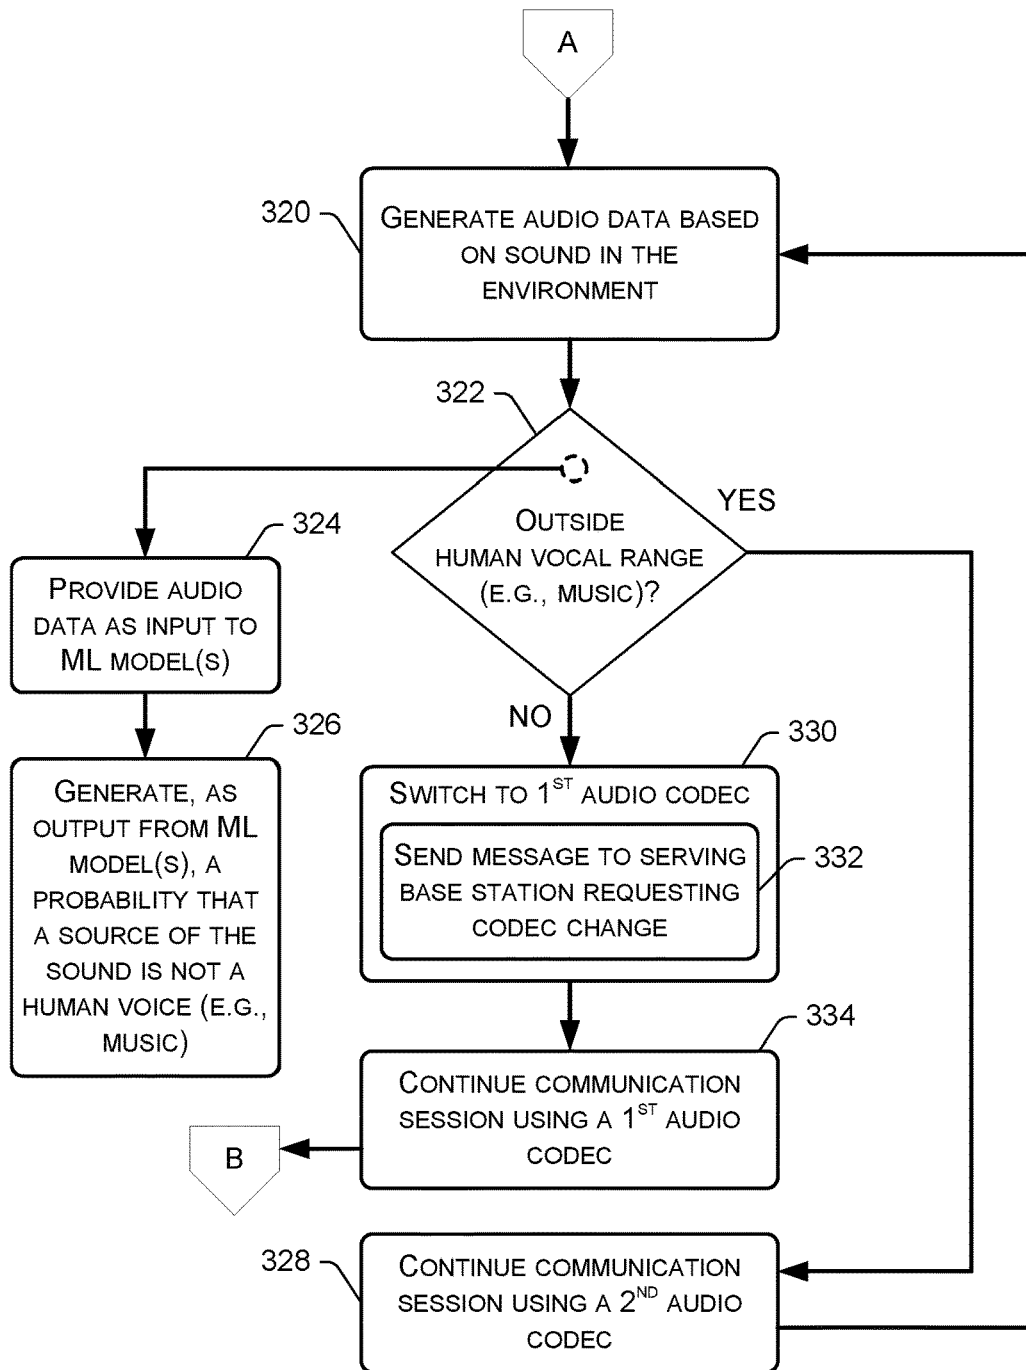 A
320
GENERATE AUDIO DATA BASED
ON SOUND IN THE
ENVIRONMENT
322
OUTSIDE
HUMAN VOCAL RANGE
(E.G., MUSIC)?
YES
NO
324
PROVIDE AUDIO
DATA AS INPUT TO
ML MODEL(S)
326
GENERATE, AS
OUTPUT FROM ML
MODEL(S), A
PROBABILITY THAT
A SOURCE OF THE
SOUND IS NOT A
HUMAN VOICE (E.G.,
MUSIC)
330
SWITCH TO 1ST AUDIO CODEC
SEND MESSAGE TO SERVING
BASE STATION REQUESTING
CODEC CHANGE
332
334
CONTINUE COMMUNICATION
SESSION USING A 1ST AUDIO
CODEC
B
328
CONTINUE COMMUNICATION
SESSION USING A 2ND AUDIO
CODEC